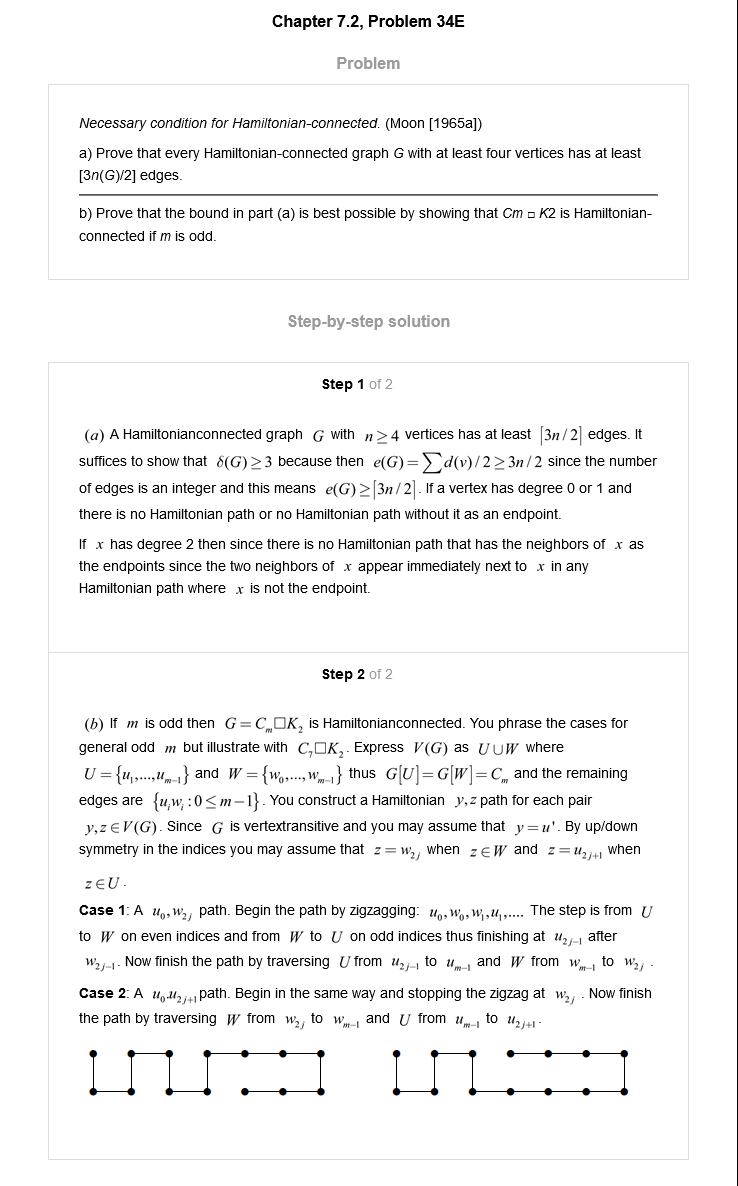 Chapter 7.2, Problem 34E
Problem
Necessary condition for Hamiltonian-connected. (Moon [1965a])
a) Prove that every Hamiltonian-connected graph G with at least four vertices has at least
[3n(G)/2] edges.
b) Prove that the bound in part (a) is best possible by showing that Cm □ K2 is Hamiltonian-
connected if m is odd.
Step-by-step solution
Step 1 of 2
(a) A Hamiltonianconnected graph G with n ≥ 4 vertices has at least ⌈3n/2⌉ edges. It
suffices to show that δ(G) ≥ 3 because then e(G) = ∑d(v)/2 ≥ 3n/2 since the number
of edges is an integer and this means e(G) ≥ ⌈3n/2⌉. If a vertex has degree 0 or 1 and
there is no Hamiltonian path or no Hamiltonian path without it as an endpoint.
If x has degree 2 then since there is no Hamiltonian path that has the neighbors of x as
the endpoints since the two neighbors of x appear immediately next to x in any
Hamiltonian path where x is not the endpoint.
Step 2 of 2
(b) If m is odd then G = C_m □ K_2 is Hamiltonianconnected. You phrase the cases for
general odd m but illustrate with C_7 □ K_2. Express V(G) as U ∪ W where
U = {u_1,...,u_{m-1}} and W = {w_0,...,w_{m-1}} thus G[U] = G[W] = C_m and the remaining
edges are {u_i w_i : 0 ≤ m-1}. You construct a Hamiltonian y,z path for each pair
y,z ∈ V(G). Since G is vertextransitive and you may assume that y = u'. By up/down
symmetry in the indices you may assume that z = w_{2j} when z ∈ W and z = u_{2j+1} when
z ∈ U.
Case 1: A u_0, w_{2j} path. Begin the path by zigzagging: u_0, w_0, w_1, u_1,.... The step is from U
to W on even indices and from W to U on odd indices thus finishing at u_{2j-1} after
w_{2j-1}. Now finish the path by traversing U from u_{2j-1} to u_{m-1} and W from w_{m-1} to w_{2j}.
Case 2: A u_0.u_{2j+1} path. Begin in the same way and stopping the zigzag at w_{2j}. Now finish
the path by traversing W from w_{2j} to w_{m-1} and U from u_{m-1} to u_{2j+1}.